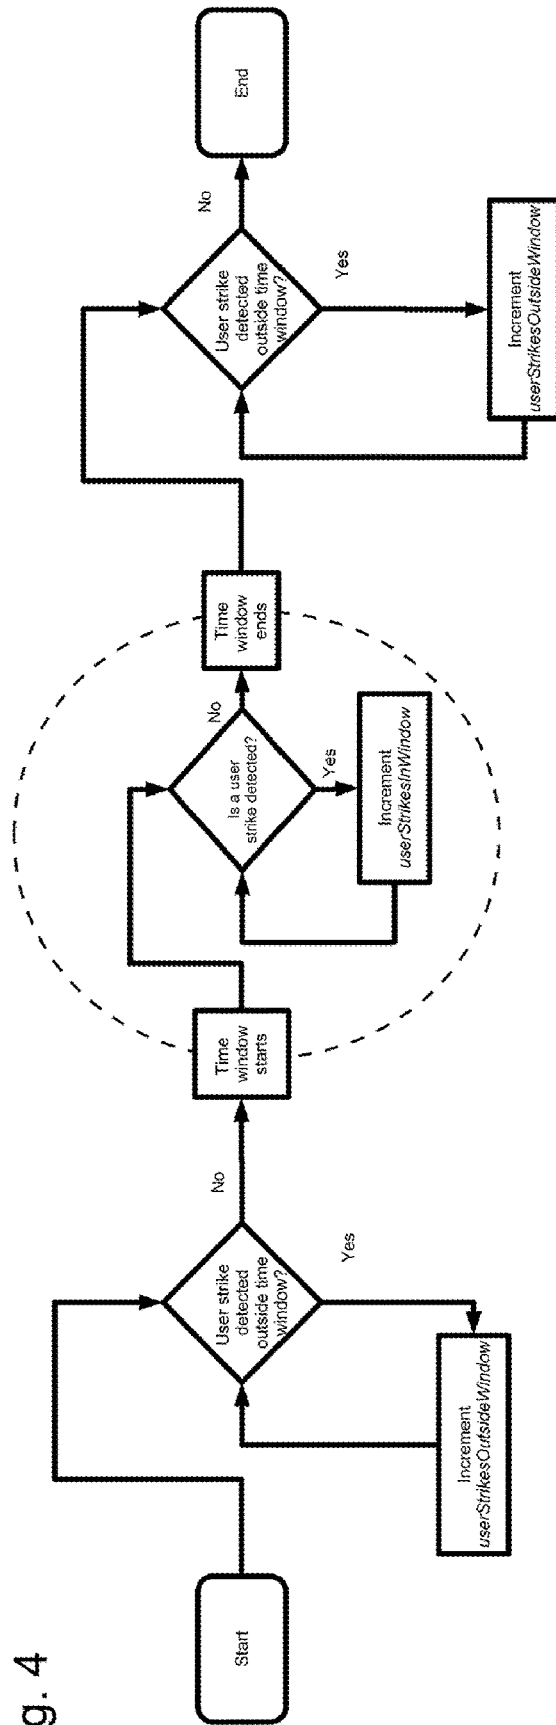 g. 4
Start
User strike
detected
outside time
window?
Yes
Increment
userStrikesOutsideWindow
No
Time
window
starts
Is a user
strike detected?
Yes
Increment
userStrikesInWindow
No
Time
window
ends
User strike
detected
outside time
window?
Yes
Increment
userStrikesOutsideWindow
No
End